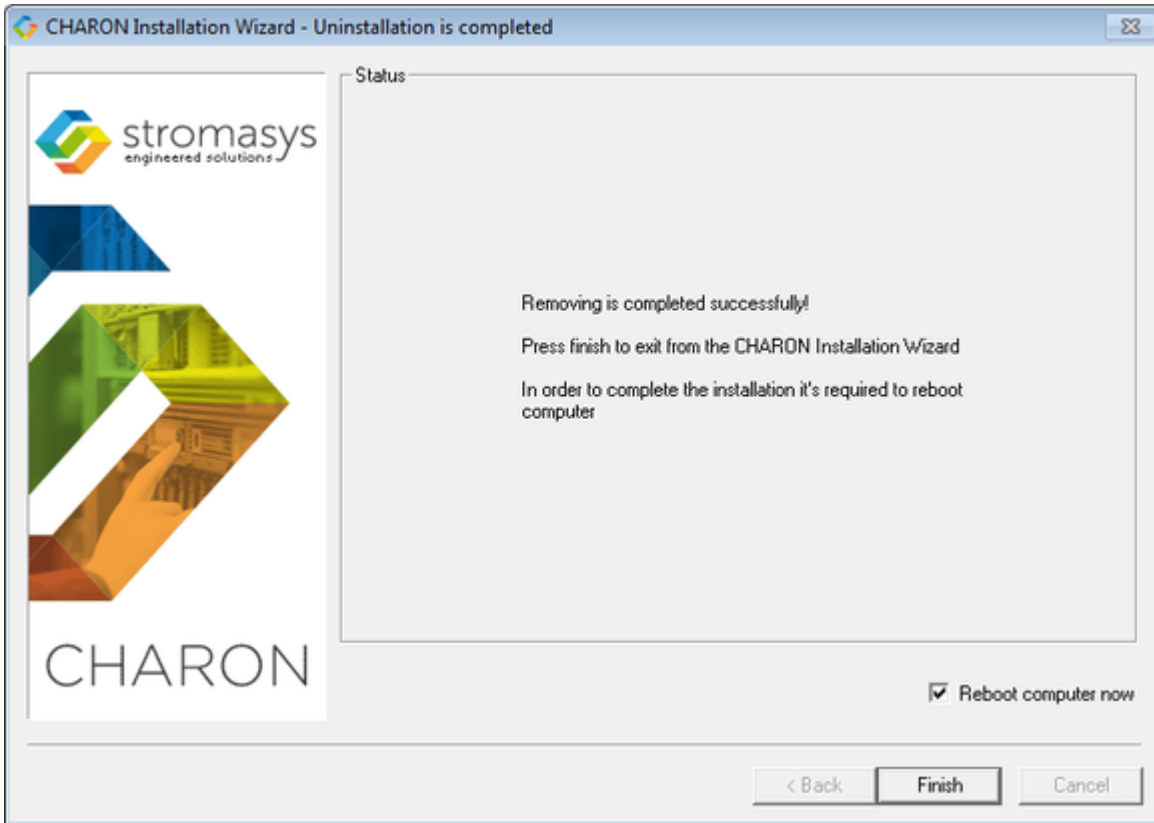 CHARON Installation Wizard - Uninstallation is completed
Status
stromasys
engineered solutions
Removing is completed successfully!
Press finish to exit from the CHARON Installation Wizard
In order to complete the installation it's required to reboot
computer
CHARON
Reboot computer now
< Back
Finish
Cancel